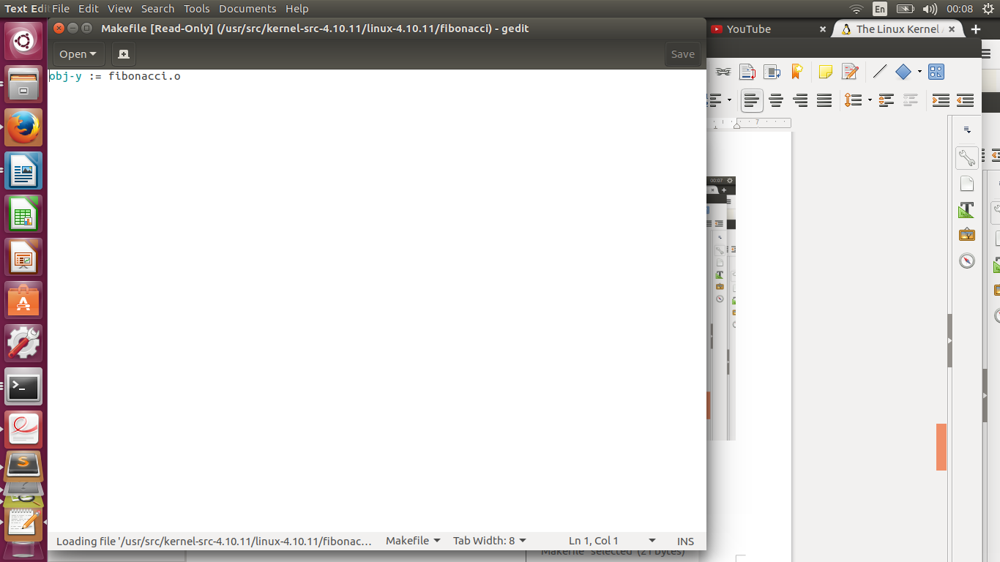 Text Edi File Edit View Search Tools Documents Help En 00:08
Makefile [Read-Only] (/usr/src/kernel-src-4.10.11/linux-4.10.11/fibonacci) - gedit
YouTube
The Linux Kernel
Open
Save
obj-y := fibonacci.o
7
00:07
Loading file '/usr/src/kernel-src-4.10.11/linux-4.10.11/fibonac…
Makefile
Tab Width: 8
Ln 1, Col 1
INS
"Makefile" selected (21 bytes)